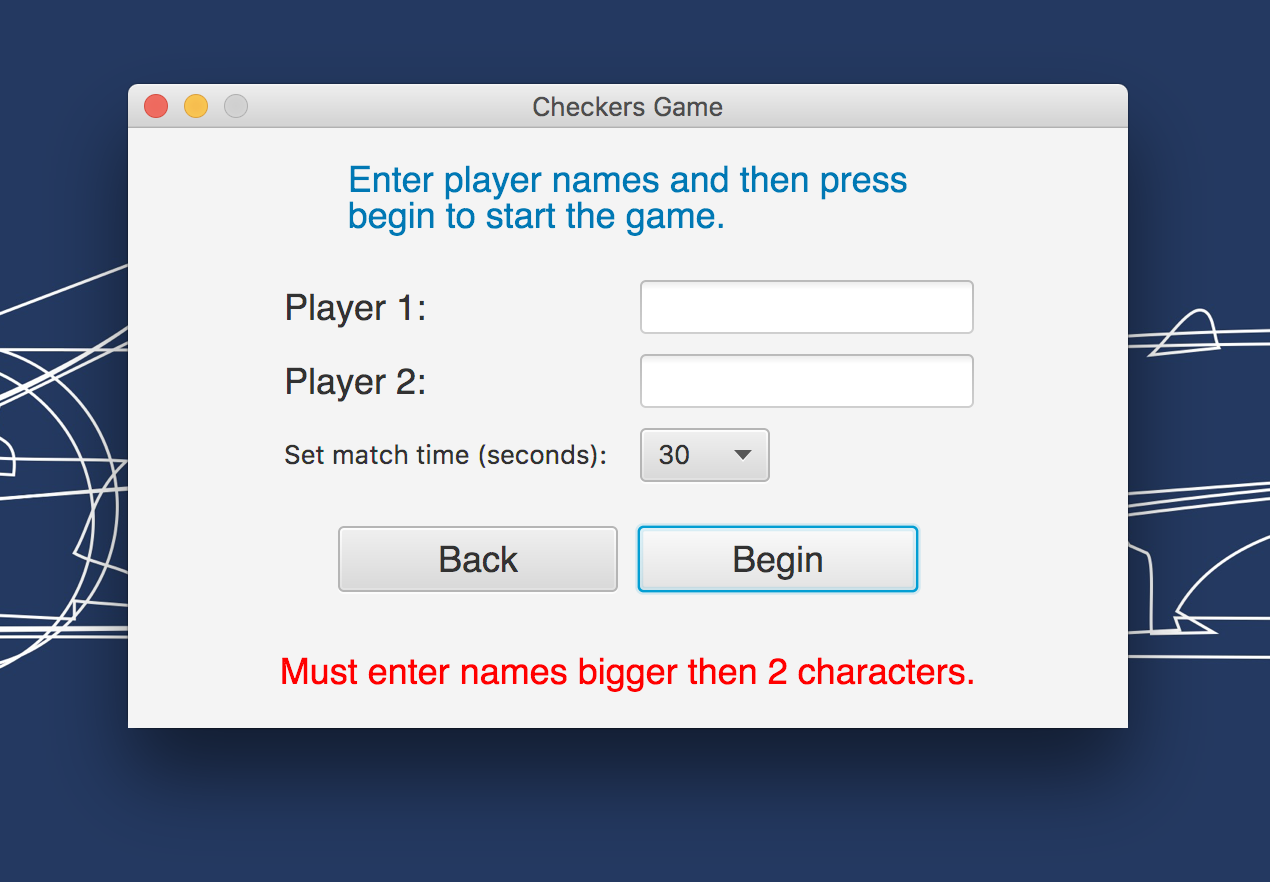 Checkers Game
Enter player names and then press
begin to start the game.
Player 1:
Player 2:
Set match time (seconds): 30
Back Begin
Must enter names bigger then 2 characters.